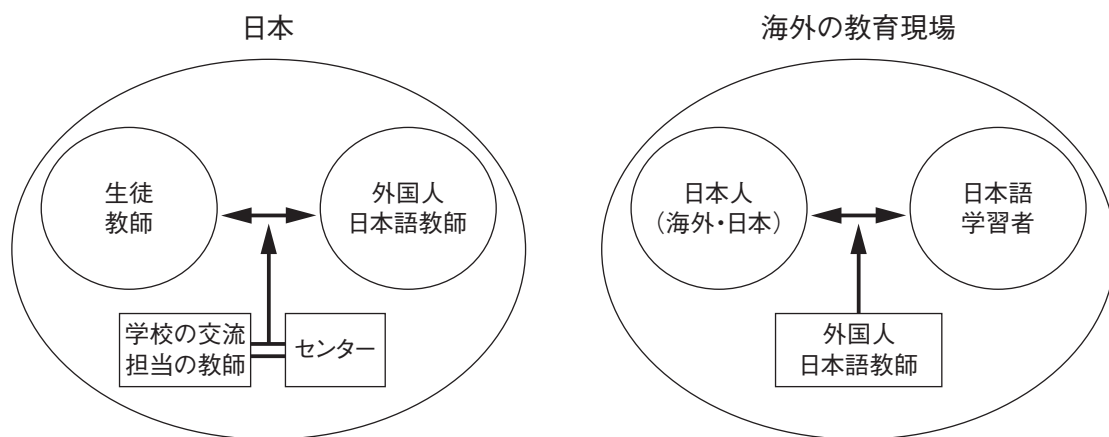 日本
生徒
教師
外国人
日本語教師
学校の交流
担当の教師
センター
海外の教育現場
日本人
（海外・日本）
日本語
学習者
外国人
日本語教師